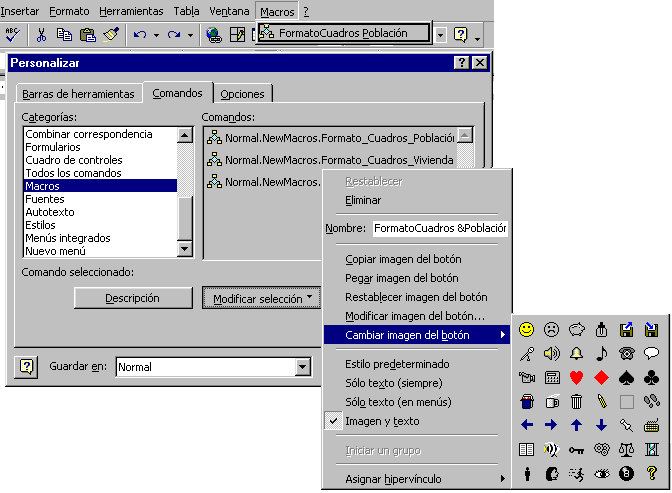 Insertar Formato Herramientas Tabla Ventana Macros ?
ABC
FormatoCuadros Población
?
Personalizar
?
Barras de herramientas Comandos Opciones
Categorías:
Comandos:
Combinar correspondencia
Formularios
Cuadro de controles
Todos los comandos
Macros
Fuentes
Autotexto
Estilos
Menús integrados
Nuevo menú
Normal.NewMacros.Formato_Cuadros_Población
Normal.NewMacros.Formato_Cuadros_Vivienda
Normal.NewMacros.
Comando seleccionado:
Descripción
Modificar selección
?
Guardar en: Normal
Restablecer
Eliminar
Nombre: FormatoCuadros &Población
Copiar imagen del botón
Pegar imagen del botón
Restablecer imagen del botón
Modificar imagen del botón...
Cambiar imagen del botón
Estilo predeterminado
Sólo texto (siempre)
Sólo texto (en menús)
Imagen y texto
Iniciar un grupo
Asignar hipervínculo
8
?